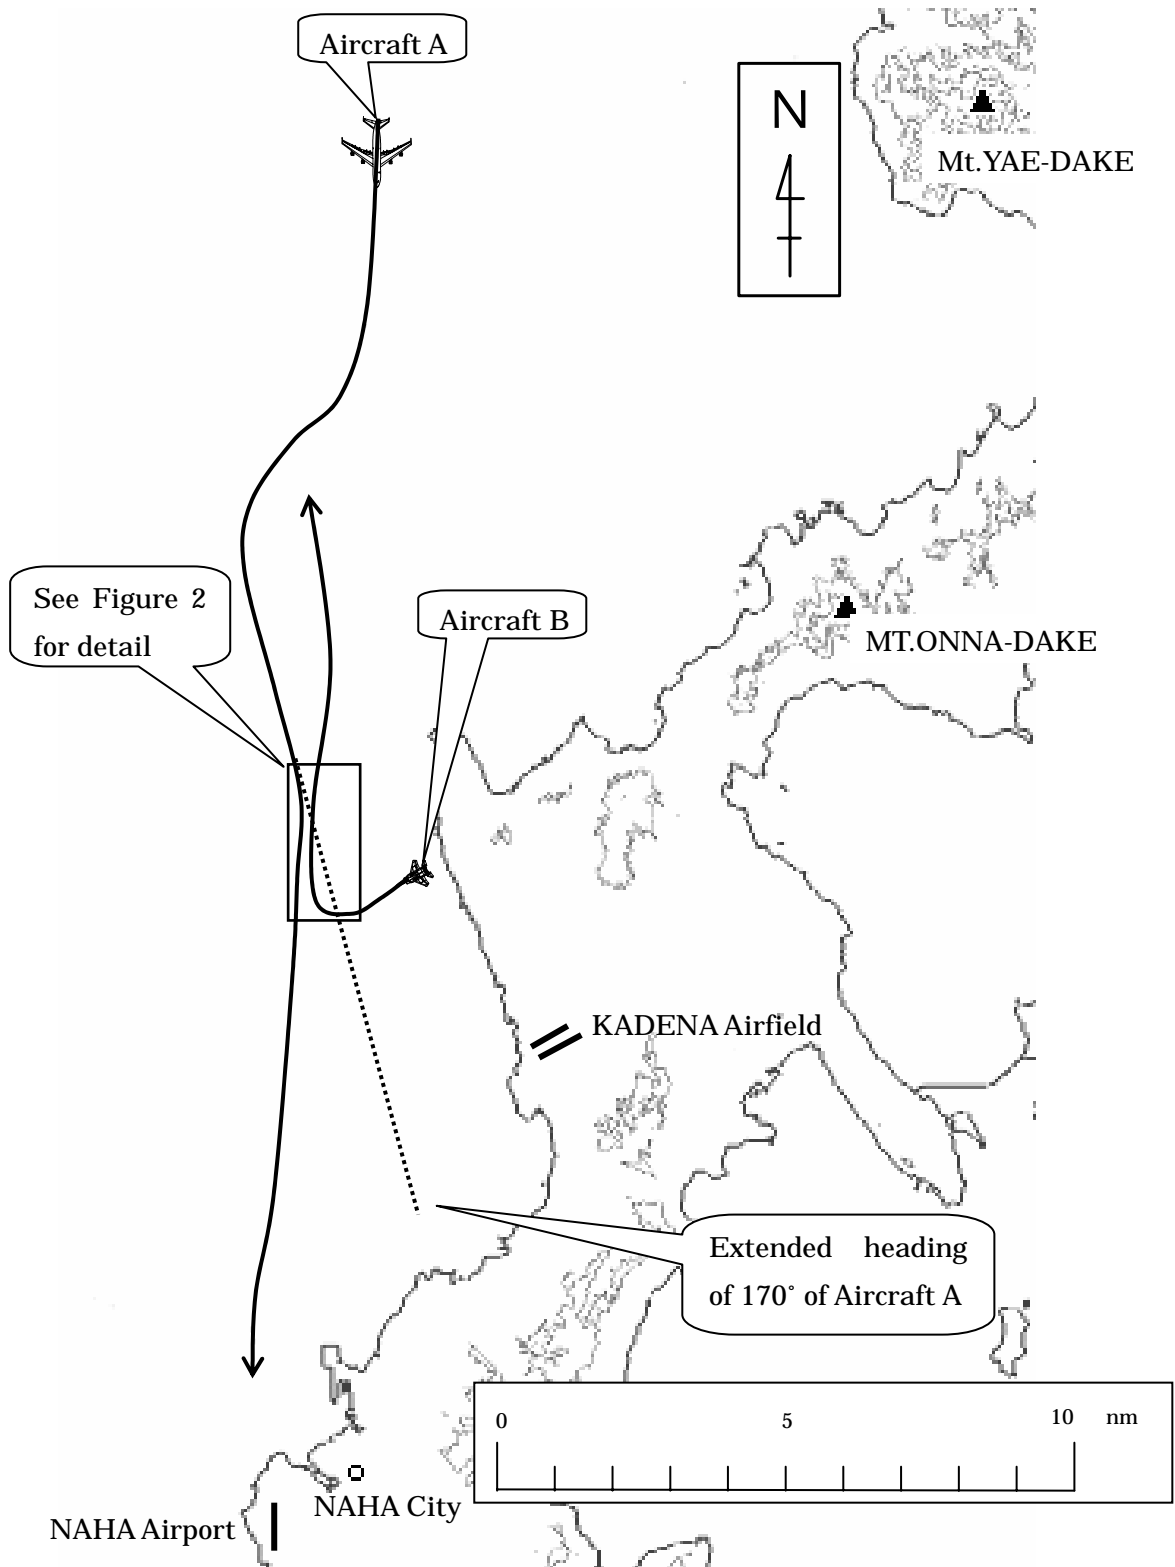 Aircraft A
N
Mt.YAE-DAKE
See Figure 2
for detail
Aircraft B
MT.ONNA-DAKE
KADENA Airfield
Extended heading
of 170° of Aircraft A
0 5 10 nm
NAHA City
NAHA Airport